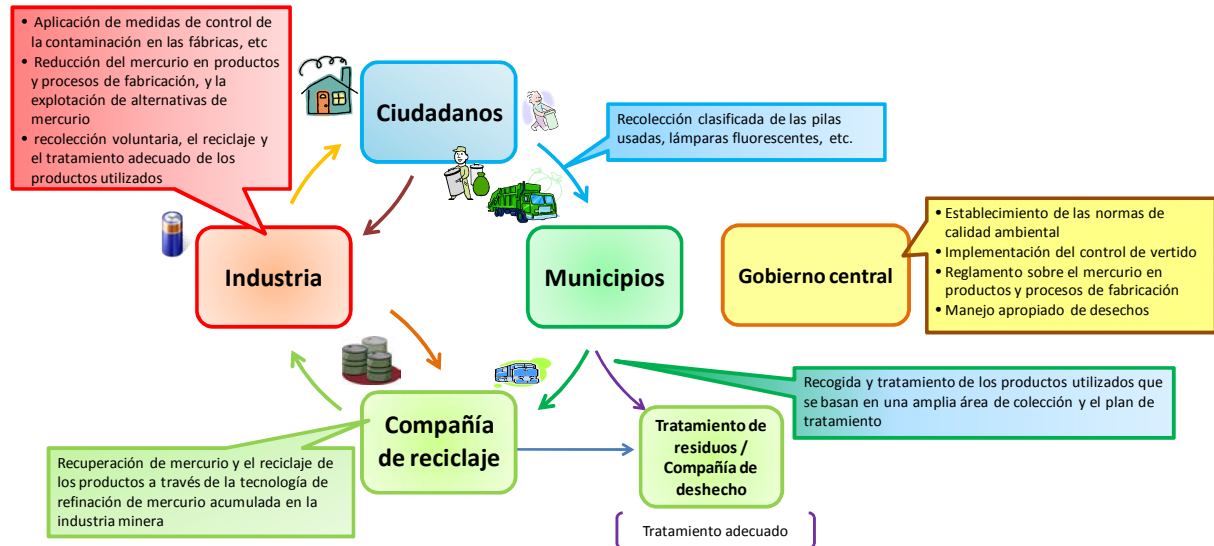 • Aplicación de medidas de control de
la contaminación en las fábricas, etc
• Reducción del mercurio en productos
y procesos de fabricación, y la
explotación de alternativas de
mercurio
• recolección voluntaria, el reciclaje y
el tratamiento adecuado de los
productos utilizados
Ciudadanos
Recolección clasificada de las pilas
usadas, lámparas fluorescentes, etc.
Industria
Municipios
Gobierno central
• Establecimiento de las normas de
calidad ambiental
• Implementación del control de vertido
• Reglamento sobre el mercurio en
productos y procesos de fabricación
• Manejo apropiado de desechos
Recogida y tratamiento de los productos utilizados que
se basan en una amplia área de colección y el plan de
tratamiento
Compañía
de reciclaje
Tratamiento de
residuos /
Compañía de
deshecho
Recuperación de mercurio y el reciclaje de
los productos a través de la tecnología de
refinación de mercurio acumulada en la
industria minera
Tratamiento adecuado